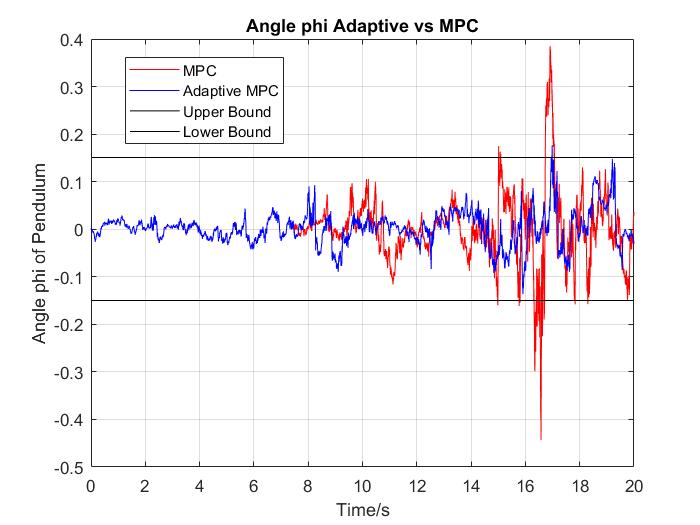 Angle phi Adaptive vs MPC
0.4
0.3
0.2
0.1
0
-0.1
-0.2
-0.3
-0.4
-0.5
Angle phi of Pendulum
MPC
Adaptive MPC
Upper Bound
Lower Bound
0 2 4 6 8 10 12 14 16 18 20
Time/s